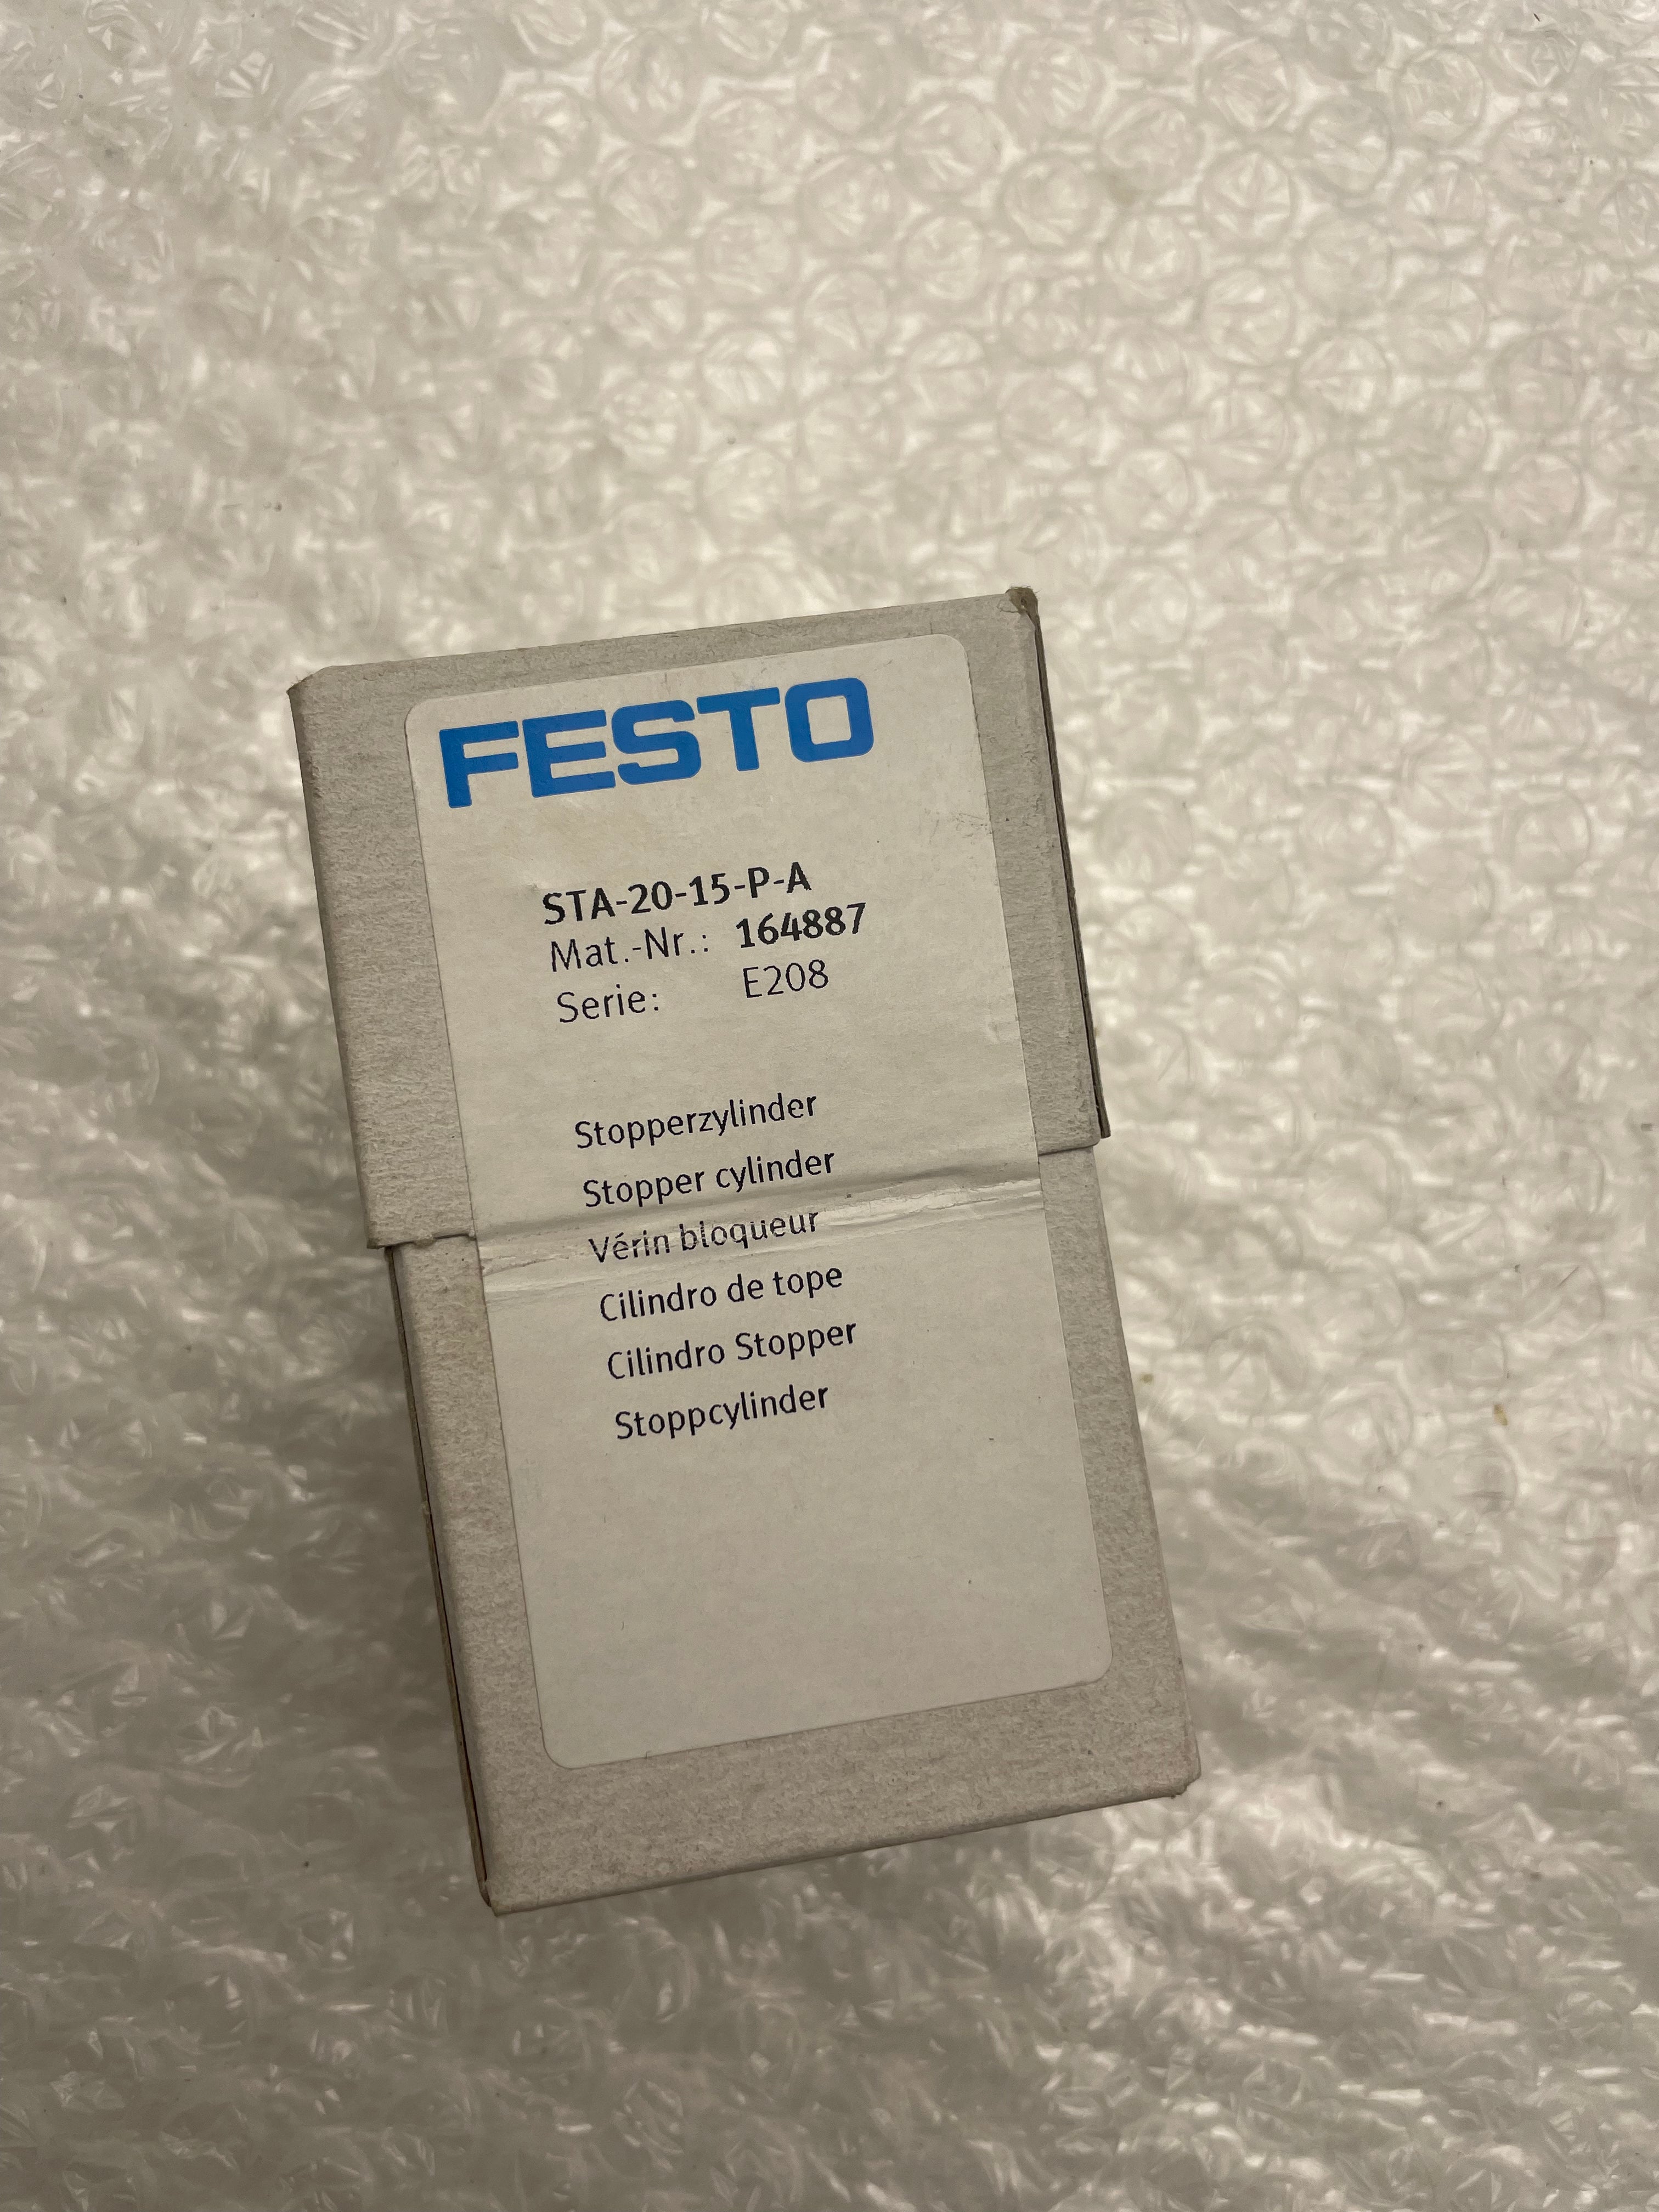 FESTO
STA-20-15-P-A
Mat.-Nr.: 164887
Serie: E208
Stopperzylinder
Stopper cylinder
Vérin bloqueur
Cilindro de tope
Cilindro Stopper
Stoppcylinder